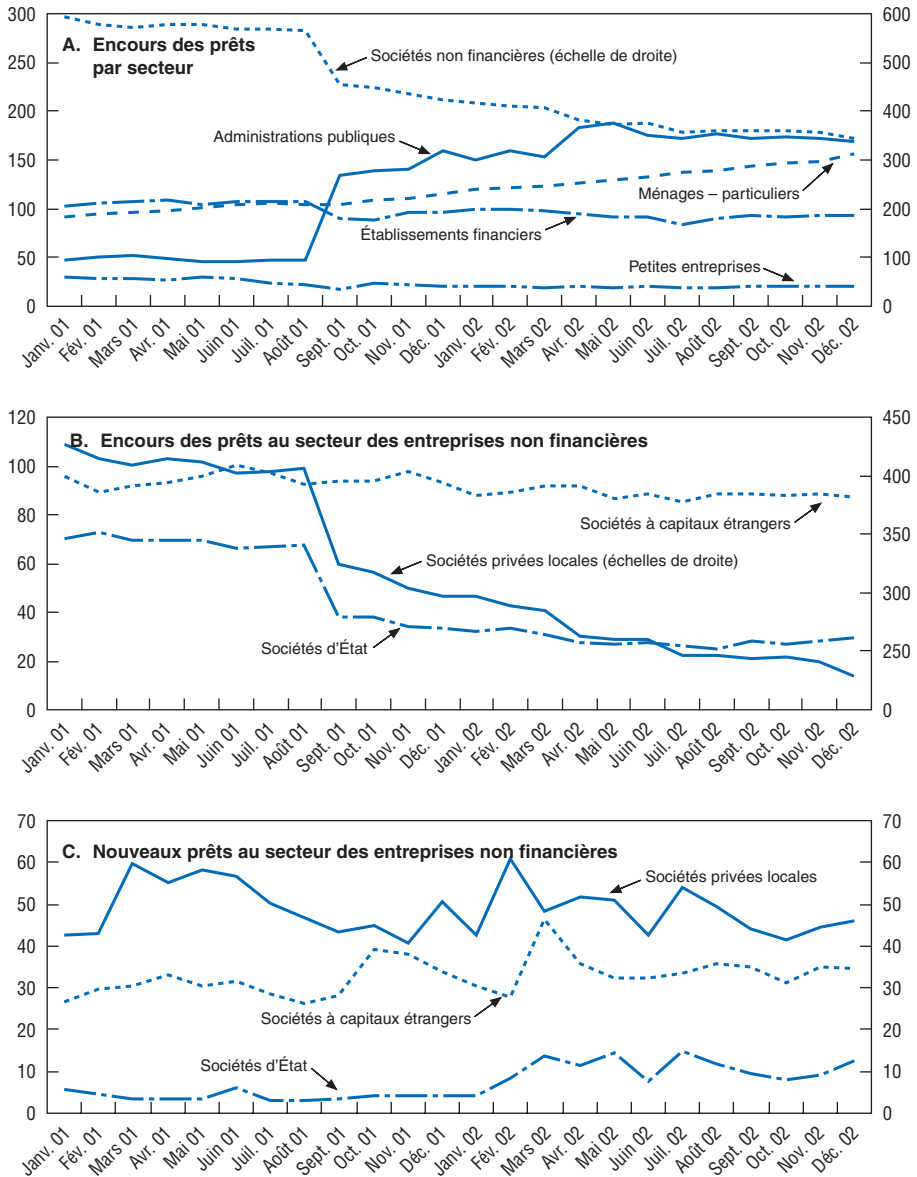 A. Encours des prêts
par secteur
300
250
200
150
100
50
0
600
500
400
300
200
100
0
Sociétés non financières (échelle de droite)
Administrations publiques
Ménages – particuliers
Établissements financiers
Petites entreprises
Janv. 01
Fév. 01
Mars 01
Avr. 01
Mai 01
Juin 01
Juil. 01
Août 01
Sept. 01
Oct. 01
Nov. 01
Déc. 01
Janv. 02
Fév. 02
Mars 02
Avr. 02
Mai 02
Juin 02
Juil. 02
Août 02
Sept. 02
Oct. 02
Nov. 02
Déc. 02
B. Encours des prêts au secteur des entreprises non financières
120
100
80
60
40
20
0
450
400
350
300
250
0
Sociétés à capitaux étrangers
Sociétés privées locales (échelles de droite)
Sociétés d'État
Janv. 01
Fév. 01
Mars 01
Avr. 01
Mai 01
Juin 01
Juil. 01
Août 01
Sept. 01
Oct. 01
Nov. 01
Déc. 01
Janv. 02
Fév. 02
Mars 02
Avr. 02
Mai 02
Juin 02
Juil. 02
Août 02
Sept. 02
Oct. 02
Nov. 02
Déc. 02
C. Nouveaux prêts au secteur des entreprises non financières
70
60
50
40
30
20
10
0
70
60
50
40
30
20
10
0
Sociétés privées locales
Sociétés à capitaux étrangers
Sociétés d'État
Janv. 01
Fév. 01
Mars 01
Avr. 01
Mai 01
Juin 01
Juil. 01
Août 01
Sept. 01
Oct. 01
Nov. 01
Déc. 01
Janv. 02
Fév. 02
Mars 02
Avr. 02
Mai 02
Juin 02
Juil. 02
Août 02
Sept. 02
Oct. 02
Nov. 02
Déc. 02